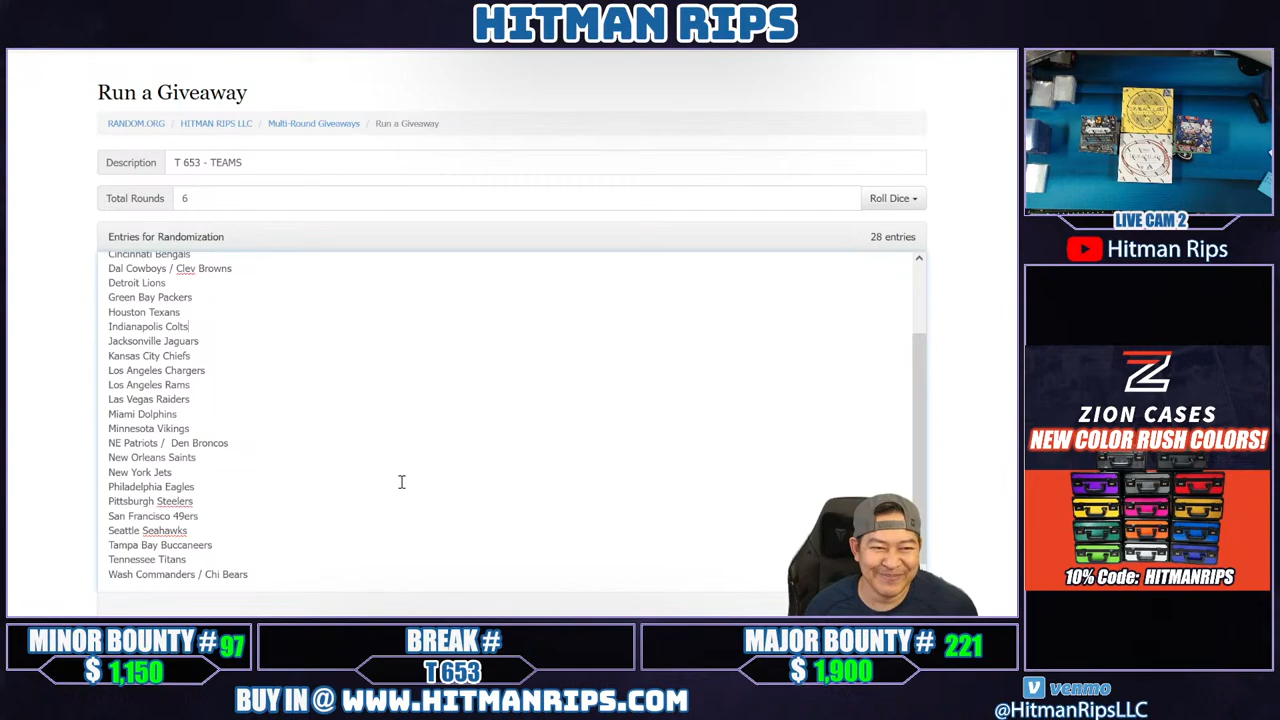 HITMAN RIPS
Run a Giveaway
RANDOM.ORG / HITMAN RIPS LLC / Multi-Round Giveaways / Run a Giveaway
Description T 653 - TEAMS
Total Rounds 6 Roll Dice
Entries for Randomization 28 entries
Cincinnati Bengals
Dal Cowboys / Clev Browns
Detroit Lions
Green Bay Packers
Houston Texans
Indianapolis Colts
Jacksonville Jaguars
Kansas City Chiefs
Los Angeles Chargers
Los Angeles Rams
Las Vegas Raiders
Miami Dolphins
Minnesota Vikings
NE Patriots /  Den Broncos
New Orleans Saints
New York Jets
Philadelphia Eagles
Pittsburgh Steelers
San Francisco 49ers
Seattle Seahawks
Tampa Bay Buccaneers
Tennessee Titans
Wash Commanders / Chi Bears
LIVE CAM 2
Hitman Rips
ZION CASES
NEW COLOR RUSH COLORS!
10% Code: HITMANRIPS
MINOR BOUNTY # 97
$ 1,150
BREAK #
T 653
MAJOR BOUNTY # 221
$ 1,900
BUY IN @ WWW.HITMANRIPS.COM
venmo
@HitmanRipsLLC